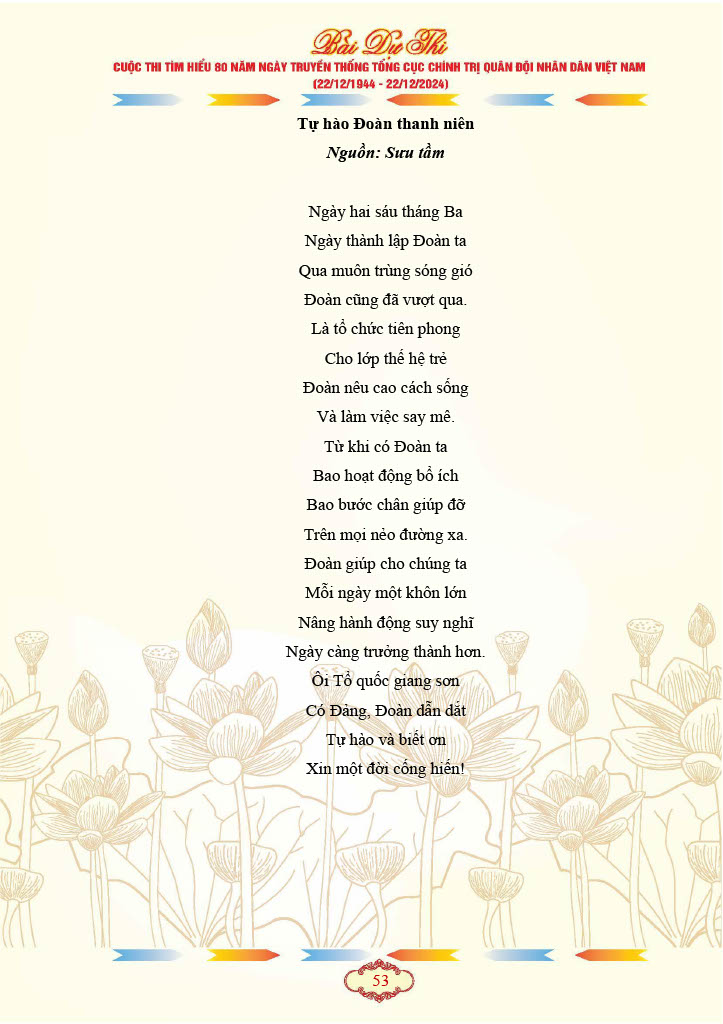 Bài Dự Thi
CUỘC THI TÌM HIỂU 80 NĂM NGÀY TRUYỀN THỐNG TỔNG CỤC CHÍNH TRỊ QUÂN ĐỘI NHÂN DÂN VIỆT NAM
(22/12/1944 - 22/12/2024)
Tự hào Đoàn thanh niên
Nguồn: Sưu tầm
Ngày hai sáu tháng Ba
Ngày thành lập Đoàn ta
Qua muôn trùng sóng gió
Đoàn cũng đã vượt qua.
Là tổ chức tiên phong
Cho lớp thế hệ trẻ
Đoàn nêu cao cách sống
Và làm việc say mê.
Từ khi có Đoàn ta
Bao hoạt động bổ ích
Bao bước chân giúp đỡ
Trên mọi nẻo đường xa.
Đoàn giúp cho chúng ta
Mỗi ngày một khôn lớn
Nâng hành động suy nghĩ
Ngày càng trưởng thành hơn.
Ôi Tổ quốc giang sơn
Có Đảng, Đoàn dẫn dắt
Tự hào và biết ơn
Xin một đời cống hiến!
53